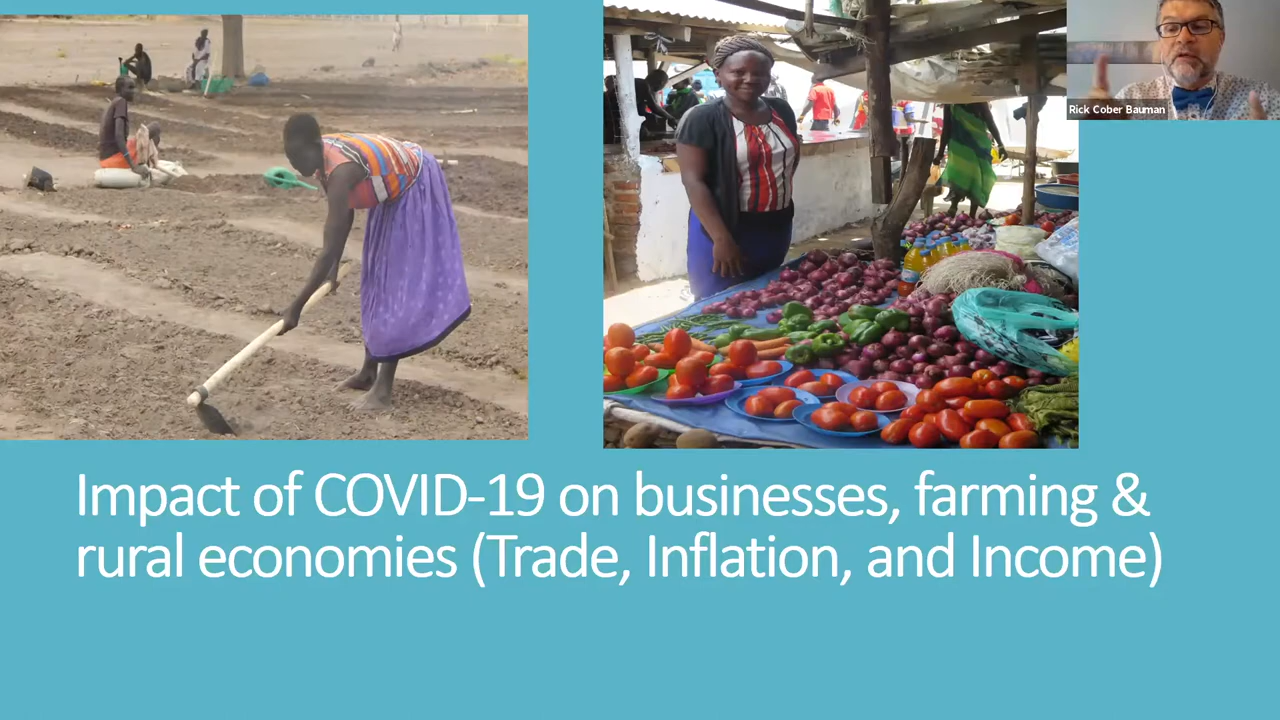 Rick Cober Bauman
Impact of COVID-19 on businesses, farming &
rural economies (Trade, Inflation, and Income)